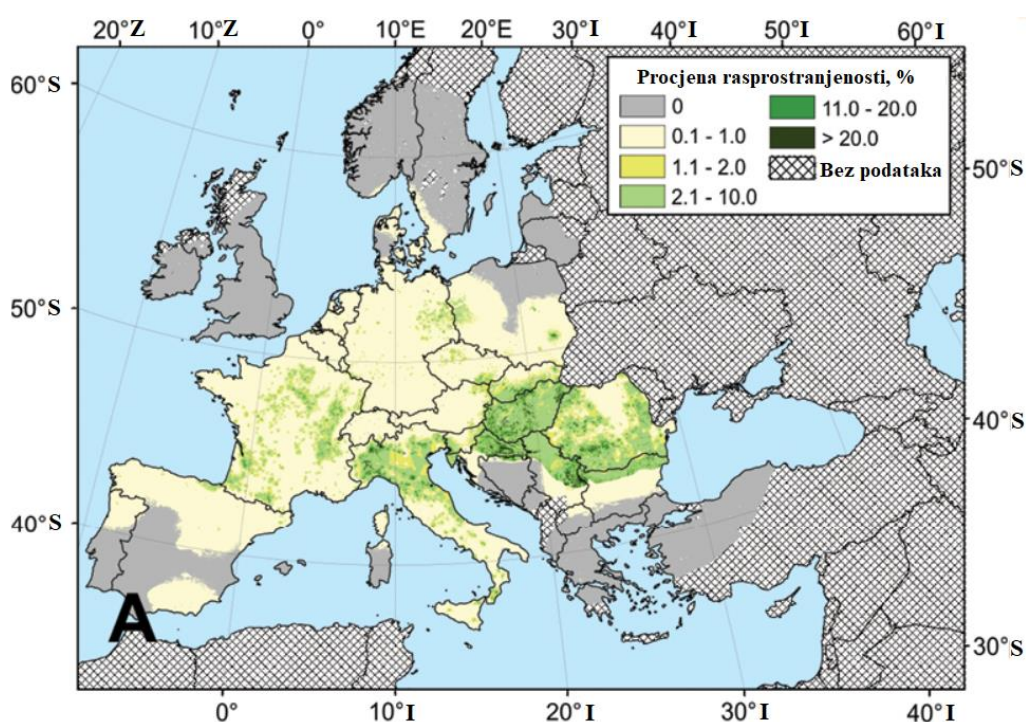 20°Z 10°Z 0° 10°E 20°E 30°I 40°I 50°I 60°I
60°S
50°S
40°S
Procjena rasprostranjenosti, %
0
0.1 - 1.0
1.1 - 2.0
2.1 - 10.0
11.0 - 20.0
> 20.0
Bez podataka
50°S
40°S
30°S
A
0° 10°I 20°I 30°I 40°I